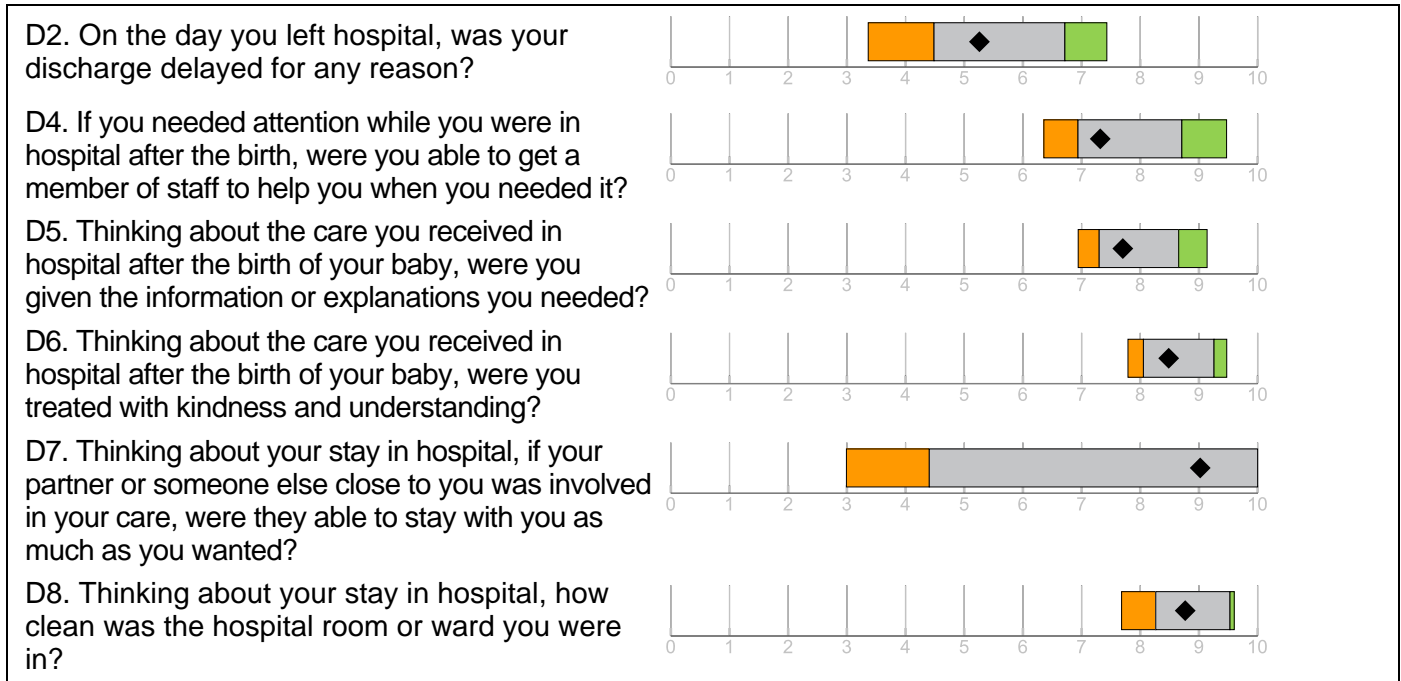 D2. On the day you left hospital, was your
discharge delayed for any reason?
0 1 2 3 4 5 6 7 8 9 10
D4. If you needed attention while you were in
hospital after the birth, were you able to get a
member of staff to help you when you needed it?
0 1 2 3 4 5 6 7 8 9 10
D5. Thinking about the care you received in
hospital after the birth of your baby, were you
given the information or explanations you needed?
0 1 2 3 4 5 6 7 8 9 10
D6. Thinking about the care you received in
hospital after the birth of your baby, were you
treated with kindness and understanding?
0 1 2 3 4 5 6 7 8 9 10
D7. Thinking about your stay in hospital, if your
partner or someone else close to you was involved
in your care, were they able to stay with you as
much as you wanted?
0 1 2 3 4 5 6 7 8 9 10
D8. Thinking about your stay in hospital, how
clean was the hospital room or ward you were
in?
0 1 2 3 4 5 6 7 8 9 10